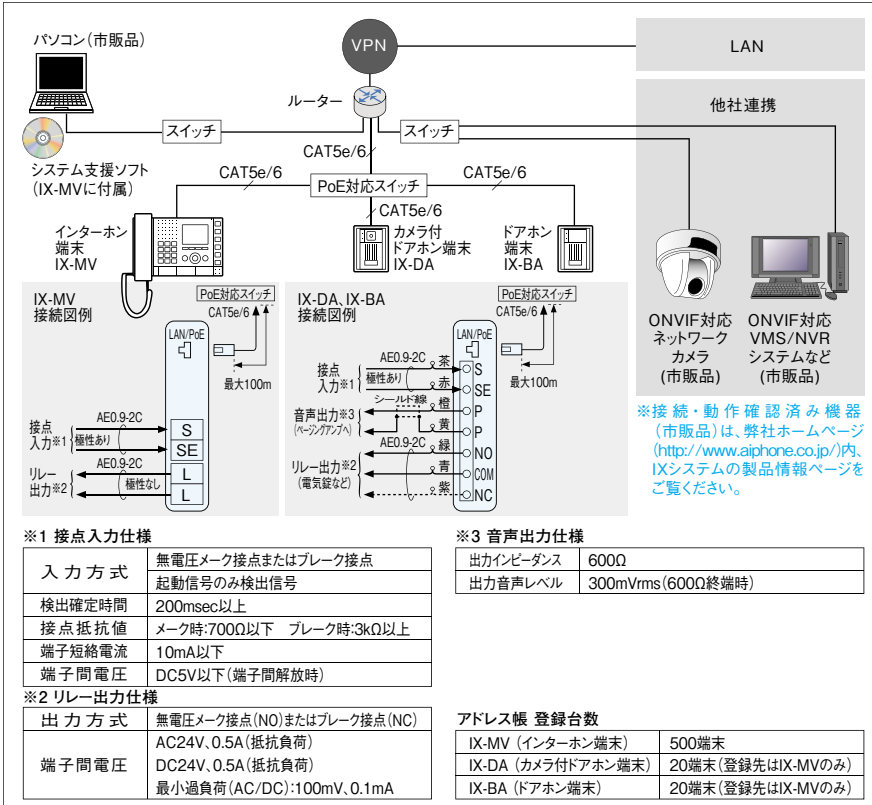 パソコン(市販品)
VPN
LAN
ルーター
他社連携
スイッチ
スイッチ
システム支援ソフト
(IX-MVに付属)
CAT5e/6
CAT5e/6
PoE対応スイッチ
CAT5e/6
CAT5e/6
インターホン
端末
IX-MV
カメラ付
ドアホン端末
IX-DA
ドアホン
端末
IX-BA
ONVIF対応
ネットワーク
カメラ
(市販品)
ONVIF対応
VMS/NVR
システムなど
(市販品)
※接続・動作確認済み機器
(市販品)は、弊社ホームページ
(http://www.aiphone.co.jp/)内、
IXシステムの製品情報ページを
ご覧ください。
IX-MV
接続図例
PoE対応スイッチ
CAT5e/6
LAN/PoE
最大100m
接点
入力※1
AE0.9-2C
極性あり
S
SE
リレー
出力※2
AE0.9-2C
極性なし
L
L
IX-DA、IX-BA
接続図例
PoE対応スイッチ
CAT5e/6
LAN/PoE
最大100m
接点
入力※1
AE0.9-2C
極性あり
茶
S
赤
SE
シールド線
音声出力※3
(ページングアンプへ)
橙
P
黄
P
AE0.9-2C
リレー出力※2
(電気錠など)
緑
NO
青
COM
紫
NC
※1 接点入力仕様
入力方式 無電圧メーク接点またはブレーク接点
起動信号のみ検出信号
検出確定時間 200msec以上
接点抵抗値 メーク時:700Ω以下 ブレーク時:3kΩ以上
端子短絡電流 10mA以下
端子間電圧 DC5V以下(端子間解放時)
※2 リレー出力仕様
出力方式 無電圧メーク接点(NO)またはブレーク接点(NC)
端子間電圧 AC24V、0.5A(抵抗負荷)
DC24V、0.5A(抵抗負荷)
最小過負荷(AC/DC):100mV、0.1mA
※3 音声出力仕様
出力インピーダンス 600Ω
出力音声レベル 300mVrms(600Ω終端時)
アドレス帳 登録台数
IX-MV (インターホン端末) 500端末
IX-DA (カメラ付ドアホン端末) 20端末(登録先はIX-MVのみ)
IX-BA (ドアホン端末) 20端末(登録先はIX-MVのみ)